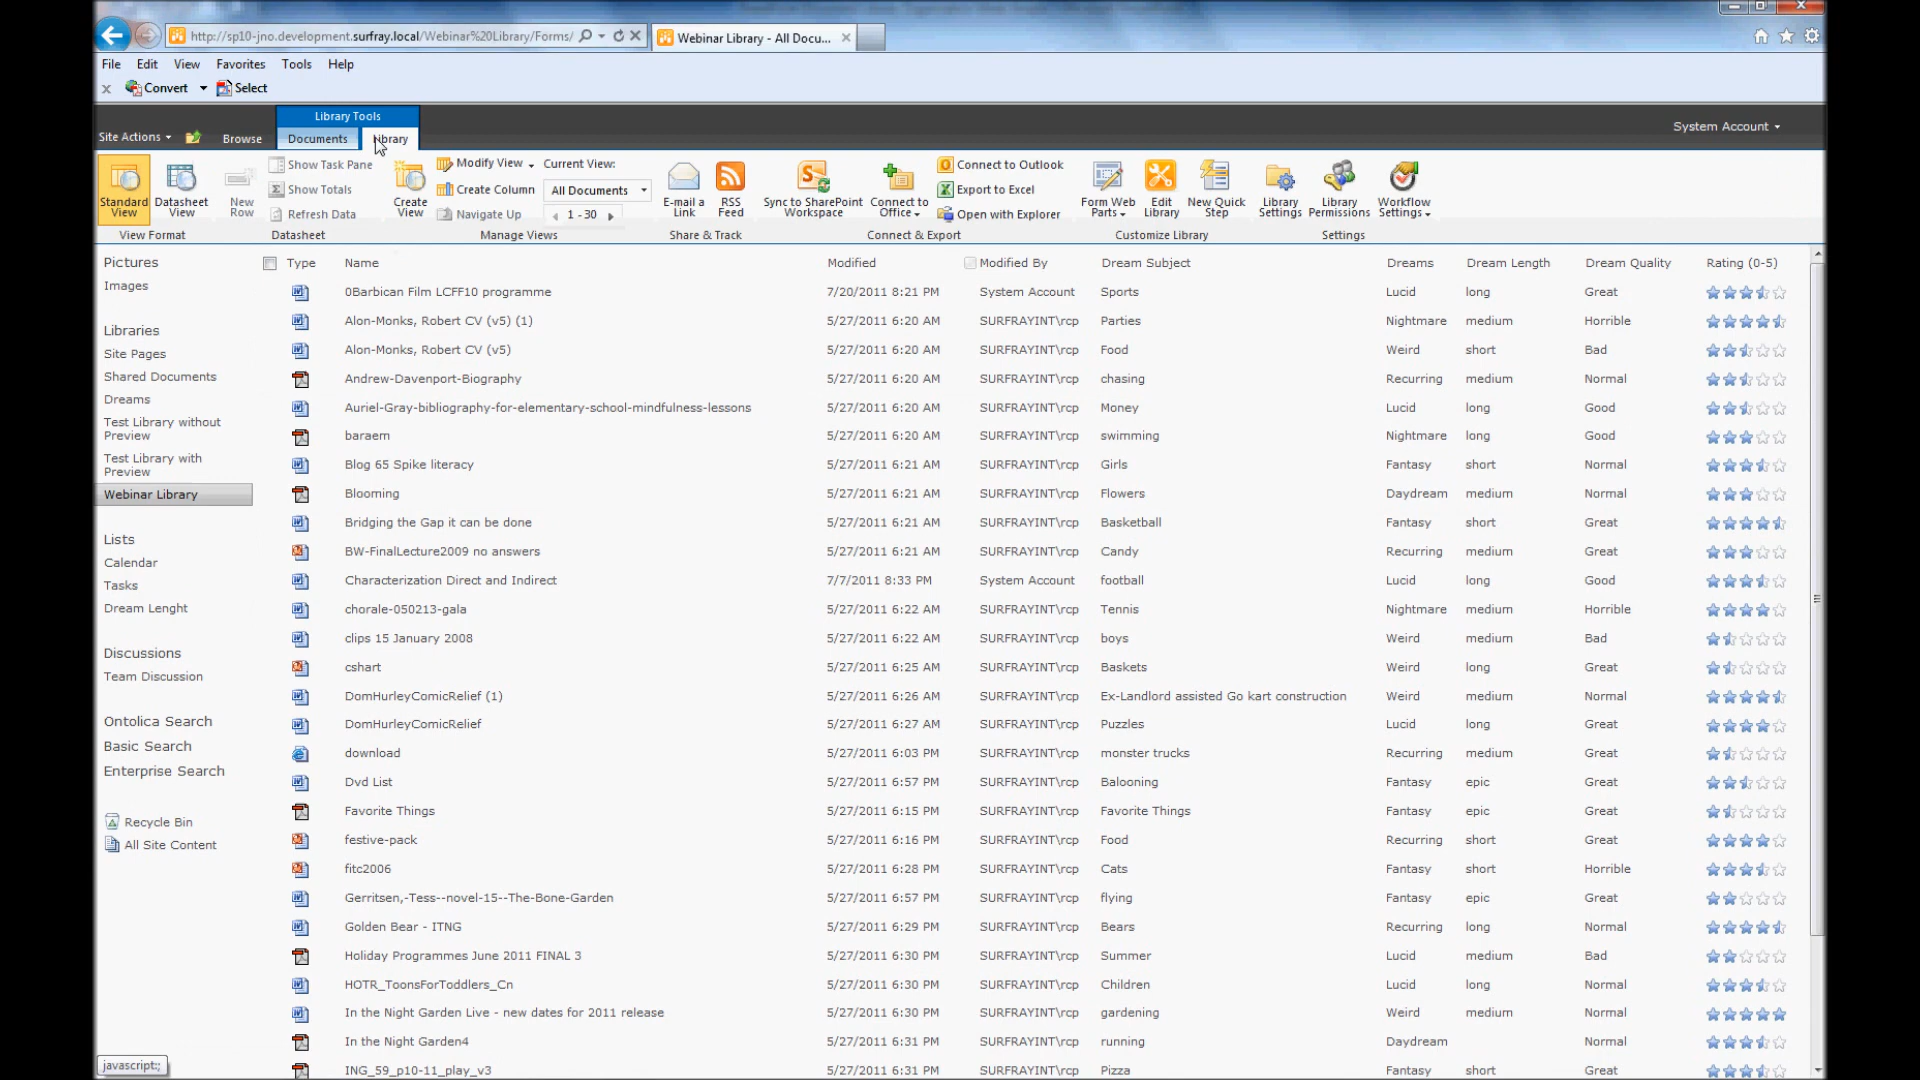 http://sp10-jno.development.surfray.local/Webinar%20Library/Forms/
Webinar Library - All Docu...
File Edit View Favorites Tools Help
x Convert Select
Library Tools
Site Actions Browse Documents Library System Account
Standard View
Datasheet View
New Row
Show Task Pane
Show Totals
Refresh Data
Create View
Modify View
Create Column
Navigate Up
Current View:
All Documents
1 - 30
E-mail a Link
RSS Feed
Sync to SharePoint Workspace
Connect to Office
Connect to Outlook
Export to Excel
Open with Explorer
Form Web Parts
Edit Library
New Quick Step
Library Settings
Library Permissions
Workflow Settings
View Format Datasheet Manage Views Share & Track Connect & Export Customize Library Settings
Pictures
Images
Libraries
Site Pages
Shared Documents
Dreams
Test Library without
Preview
Test Library with
Preview
Webinar Library
Lists
Calendar
Tasks
Dream Lenght
Discussions
Team Discussion
Ontolica Search
Basic Search
Enterprise Search
Recycle Bin
All Site Content
Type Name Modified Modified By Dream Subject Dreams Dream Length Dream Quality Rating (0-5)
0Barbican Film LCFF10 programme 7/20/2011 8:21 PM System Account Sports Lucid long Great
Alon-Monks, Robert CV (v5) (1) 5/27/2011 6:20 AM SURFRAYINT\rcp Parties Nightmare medium Horrible
Alon-Monks, Robert CV (v5) 5/27/2011 6:20 AM SURFRAYINT\rcp Food Weird short Bad
Andrew-Davenport-Biography 5/27/2011 6:20 AM SURFRAYINT\rcp chasing Recurring medium Normal
Auriel-Gray-bibliography-for-elementary-school-mindfulness-lessons 5/27/2011 6:20 AM SURFRAYINT\rcp Money Lucid long Good
baraem 5/27/2011 6:20 AM SURFRAYINT\rcp swimming Nightmare long Good
Blog 65 Spike literacy 5/27/2011 6:21 AM SURFRAYINT\rcp Girls Fantasy short Normal
Blooming 5/27/2011 6:21 AM SURFRAYINT\rcp Flowers Daydream medium Normal
Bridging the Gap it can be done 5/27/2011 6:21 AM SURFRAYINT\rcp Basketball Fantasy short Great
BW-FinalLecture2009 no answers 5/27/2011 6:21 AM SURFRAYINT\rcp Candy Recurring medium Great
Characterization Direct and Indirect 7/7/2011 8:33 PM System Account football Lucid long Good
chorale-050213-gala 5/27/2011 6:22 AM SURFRAYINT\rcp Tennis Nightmare medium Horrible
clips 15 January 2008 5/27/2011 6:22 AM SURFRAYINT\rcp boys Weird medium Bad
cshart 5/27/2011 6:25 AM SURFRAYINT\rcp Baskets Weird long Great
DomHurleyComicRelief (1) 5/27/2011 6:26 AM SURFRAYINT\rcp Ex-Landlord assisted Go kart construction Weird medium Normal
DomHurleyComicRelief 5/27/2011 6:27 AM SURFRAYINT\rcp Puzzles Lucid long Great
download 5/27/2011 6:03 PM SURFRAYINT\rcp monster trucks Recurring medium Great
Dvd List 5/27/2011 6:57 PM SURFRAYINT\rcp Balooning Fantasy epic Great
Favorite Things 5/27/2011 6:15 PM SURFRAYINT\rcp Favorite Things Fantasy epic Great
festive-pack 5/27/2011 6:16 PM SURFRAYINT\rcp Food Recurring short Great
fitc2006 5/27/2011 6:28 PM SURFRAYINT\rcp Cats Fantasy short Horrible
Gerritsen,-Tess--novel-15--The-Bone-Garden 5/27/2011 6:57 PM SURFRAYINT\rcp flying Fantasy epic Great
Golden Bear - ITNG 5/27/2011 6:29 PM SURFRAYINT\rcp Bears Recurring long Normal
Holiday Programmes June 2011 FINAL 3 5/27/2011 6:30 PM SURFRAYINT\rcp Summer Lucid medium Bad
HOTR_ToonsForToddlers_Cn 5/27/2011 6:30 PM SURFRAYINT\rcp Children Lucid long Normal
In the Night Garden Live - new dates for 2011 release 5/27/2011 6:30 PM SURFRAYINT\rcp gardening Weird medium Normal
In the Night Garden4 5/27/2011 6:31 PM SURFRAYINT\rcp running Daydream Normal
ING_59_p10-11_play_v3 5/27/2011 6:31 PM SURFRAYINT\rcp Pizza Fantasy short Great
javascript:;